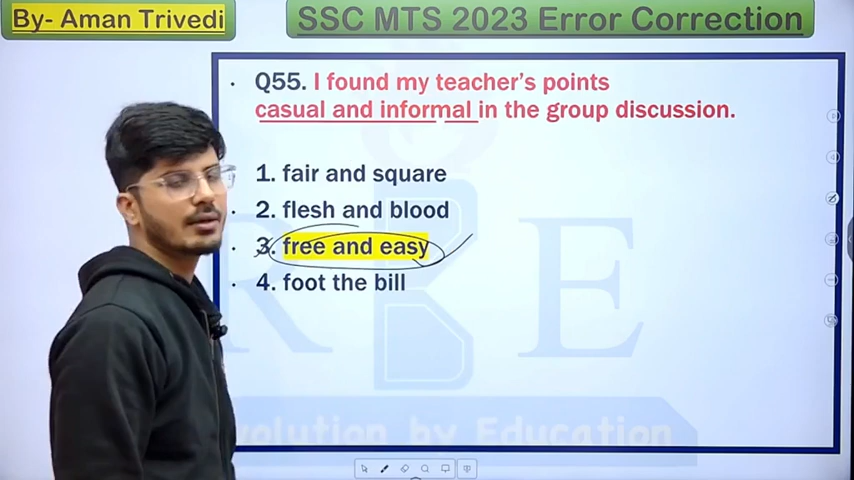 By- Aman Trivedi
SSC MTS 2023 Error Correction
Q55. I found my teacher's points
casual and informal in the group discussion.
1. fair and square
2. flesh and blood
3. free and easy
4. foot the bill
R B E
volution by Education